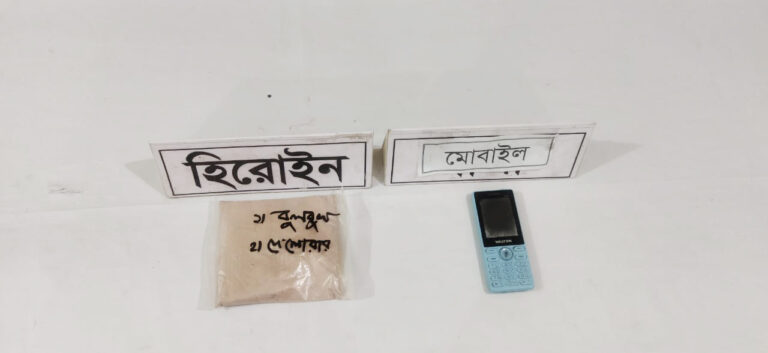 হিরোইন
মোবাইল
১। বুলবুল
২। দেলোয়ার